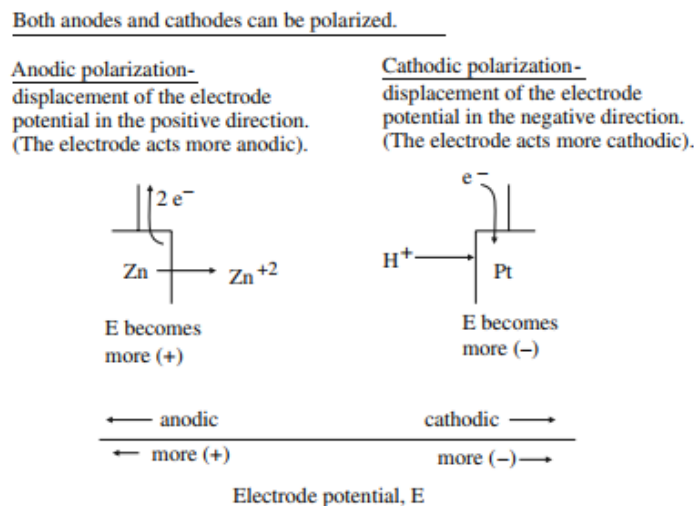 Both anodes and cathodes can be polarized.
Anodic polarization-
displacement of the electrode
potential in the positive direction.
(The electrode acts more anodic).
Cathodic polarization-
displacement of the electrode
potential in the negative direction.
(The electrode acts more cathodic).
2 e⁻
Zn
Zn⁺²
E becomes
more (+)
e⁻
H⁺
Pt
E becomes
more (–)
anodic
cathodic
more (+)
more (–)
Electrode potential, E